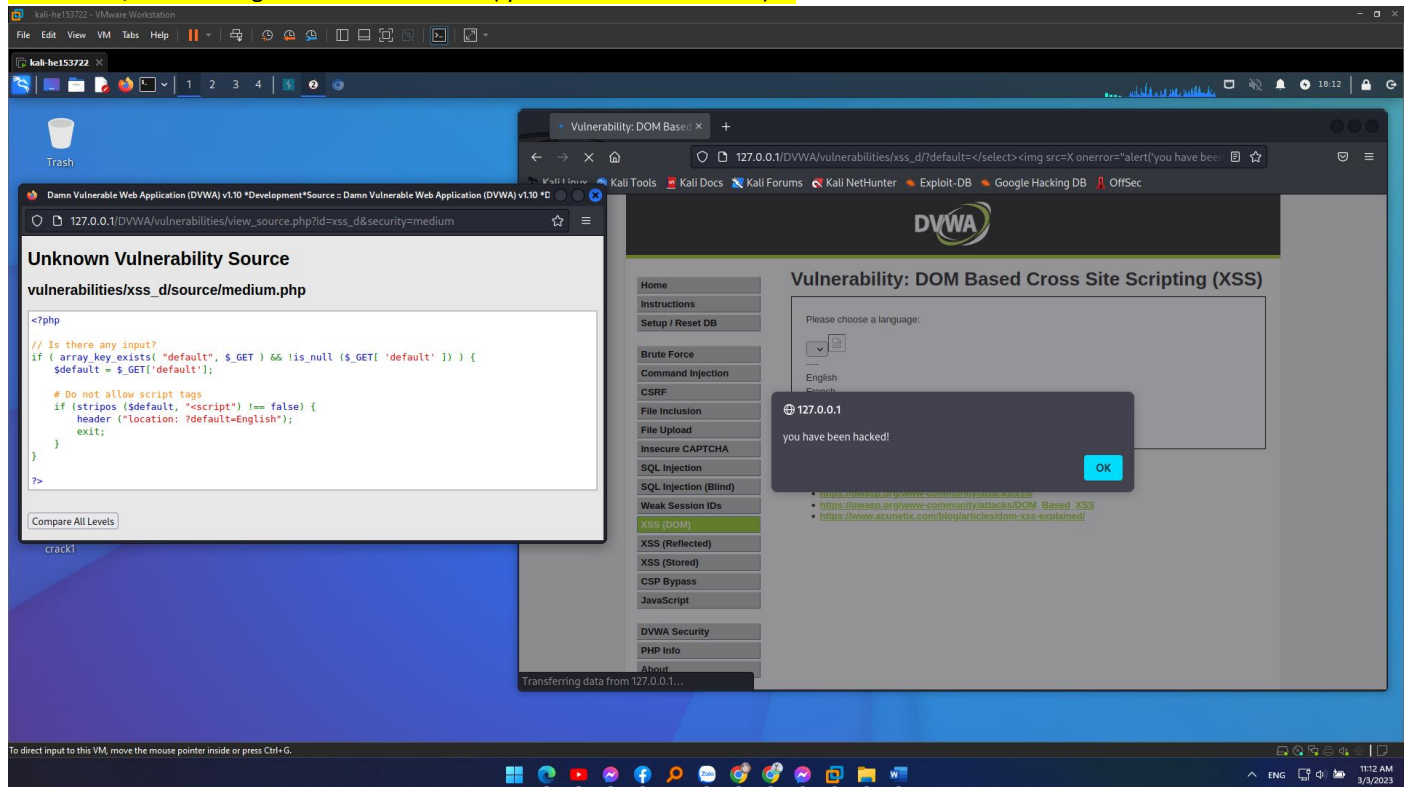 kali-he153722 - VMware Workstation
File Edit View VM Tabs Help
kali-he153722
1 2 3 4
18:12
Trash
Vulnerability: DOM Based
127.0.0.1/DVWA/vulnerabilities/xss_d/?default=</select><img src=X onerror="alert('you have bee
Kali Linux Kali Tools Kali Docs Kali Forums Kali NetHunter Exploit-DB Google Hacking DB OffSec
Damn Vulnerable Web Application (DVWA) v1.10 *Development*Source :: Damn Vulnerable Web Application (DVWA) v1.10 *D
127.0.0.1/DVWA/vulnerabilities/view_source.php?id=xss_d&security=medium
Unknown Vulnerability Source
vulnerabilities/xss_d/source/medium.php
<?php
// Is there any input?
if ( array_key_exists( "default", $_GET ) && !is_null ($_GET[ 'default' ]) ) {
$default = $_GET['default'];
# Do not allow script tags
if (stripos ($default, "<script") !== false) {
header ("location: ?default=English");
exit;
}
}
?>
Compare All Levels
crack1
DVWA
Home
Instructions
Setup / Reset DB
Brute Force
Command Injection
CSRF
File Inclusion
File Upload
Insecure CAPTCHA
SQL Injection
SQL Injection (Blind)
Weak Session IDs
XSS (DOM)
XSS (Reflected)
XSS (Stored)
CSP Bypass
JavaScript
DVWA Security
PHP Info
About
Vulnerability: DOM Based Cross Site Scripting (XSS)
Please choose a language:
----
English
127.0.0.1
you have been hacked!
OK
https://owasp.org/www-community/attacks/xss/
https://owasp.org/www-community/attacks/DOM_Based_XSS
https://www.acunetix.com/blog/articles/dom-xss-explained/
Transferring data from 127.0.0.1...
To direct input to this VM, move the mouse pointer inside or press Ctrl+G.
Zalo
ENG
11:12 AM
3/3/2023